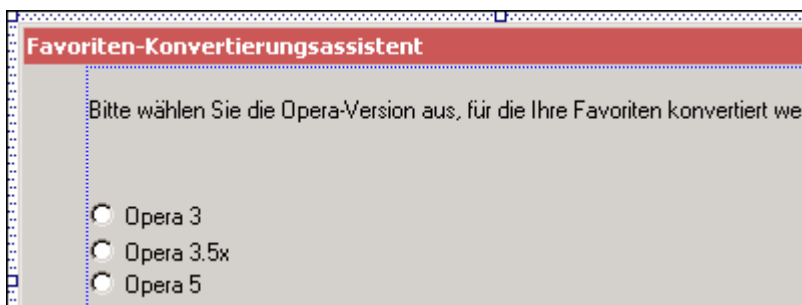 Favoriten-Konvertierungsassistent
Bitte wählen Sie die Opera-Version aus, für die Ihre Favoriten konvertiert we
Opera 3
Opera 3.5x
Opera 5